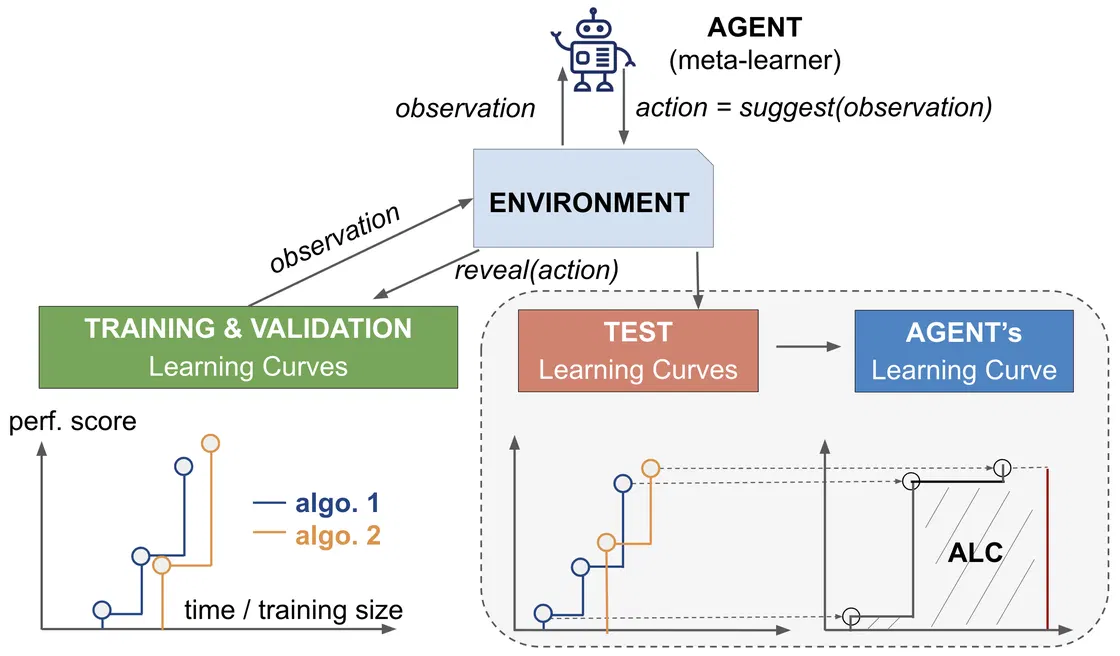 AGENT
(meta-learner)
observation
action = suggest(observation)
ENVIRONMENT
observation
reveal(action)
TRAINING & VALIDATION
Learning Curves
TEST
Learning Curves
AGENT's
Learning Curve
perf. score
algo. 1
algo. 2
time / training size
ALC